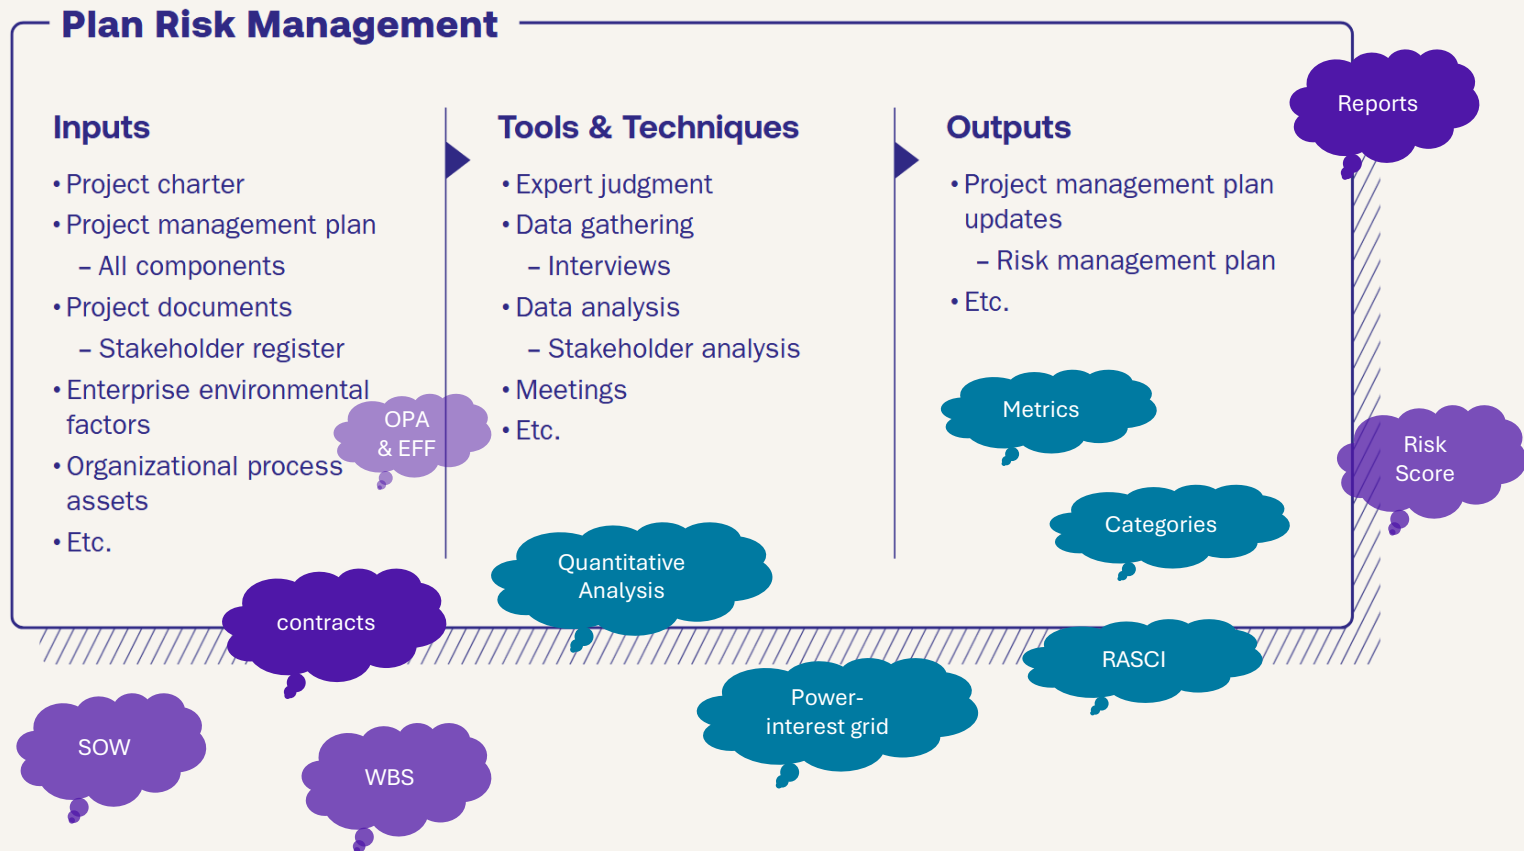 Plan Risk Management
Inputs
• Project charter
• Project management plan
– All components
• Project documents
– Stakeholder register
• Enterprise environmental
factors
• Organizational process
assets
• Etc.
Tools & Techniques
• Expert judgment
• Data gathering
– Interviews
• Data analysis
– Stakeholder analysis
• Meetings
• Etc.
Outputs
• Project management plan
updates
– Risk management plan
• Etc.
Reports
OPA
& EFF
Metrics
Risk
Score
Categories
Quantitative
Analysis
contracts
RASCI
Power-
interest grid
SOW
WBS